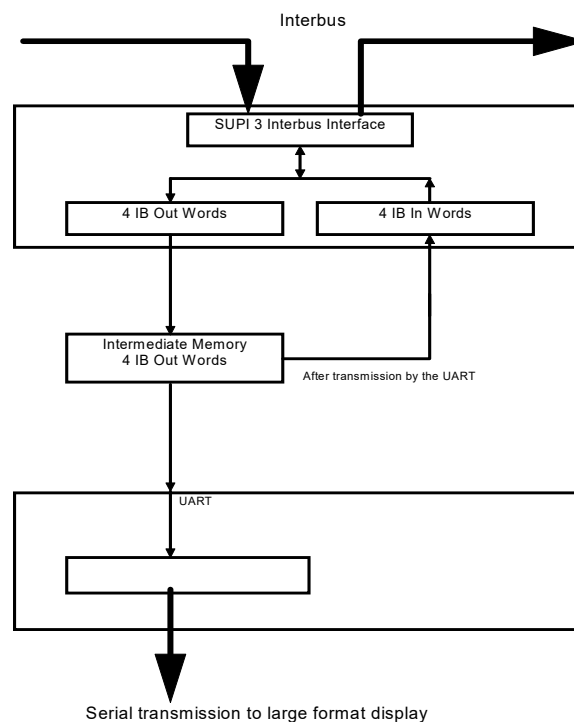 Interbus
SUPI 3 Interbus Interface
4 IB Out Words
4 IB In Words
Intermediate Memory
4 IB Out Words
After transmission by the UART
UART
Serial transmission to large format display